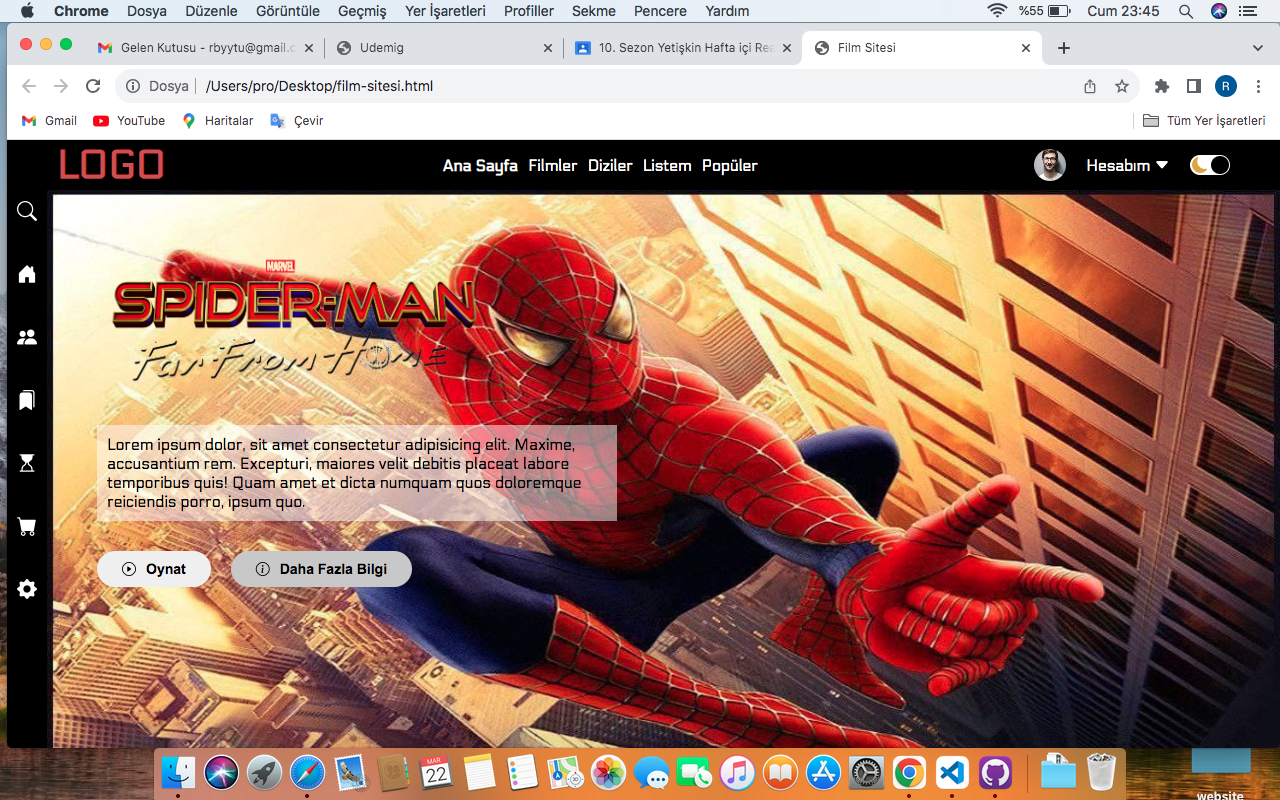 Chrome Dosya Düzenle Görüntüle Geçmiş Yer İşaretleri Profiller Sekme Pencere Yardım %55 Cum 23:45
Gelen Kutusu - rbyytu@gmail.c Udemig 10. Sezon Yetişkin Hafta içi Rea Film Sitesi
Dosya /Users/pro/Desktop/film-sitesi.html R
Gmail YouTube Haritalar Çevir Tüm Yer İşaretleri
LOGO Ana Sayfa Filmler Diziler Listem Popüler Hesabım
MARVEL
SPIDER-MAN
Far From Home
Lorem ipsum dolor, sit amet consectetur adipisicing elit. Maxime,
accusantium rem. Excepturi, maiores velit debitis placeat labore
temporibus quis! Quam amet et dicta numquam quos doloremque
reiciendis porro, ipsum quo.
Oynat Daha Fazla Bilgi
MAR
22
website